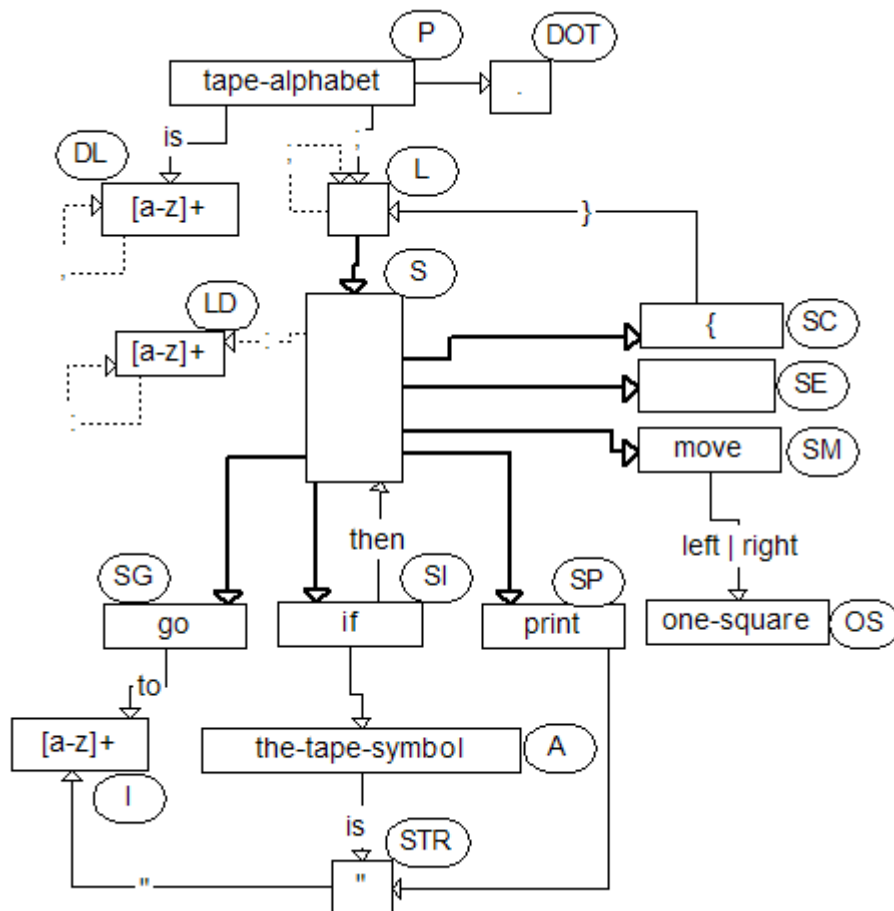 P
DOT
tape-alphabet
.
is
;
DL
,
L
[a-z]+
}
,
S
LD
:
{
SC
[a-z]+
:
SE
move
SM
then
left | right
SG
SI
SP
go
if
print
one-square
OS
to
[a-z]+
the-tape-symbol
A
I
is
STR
"
"